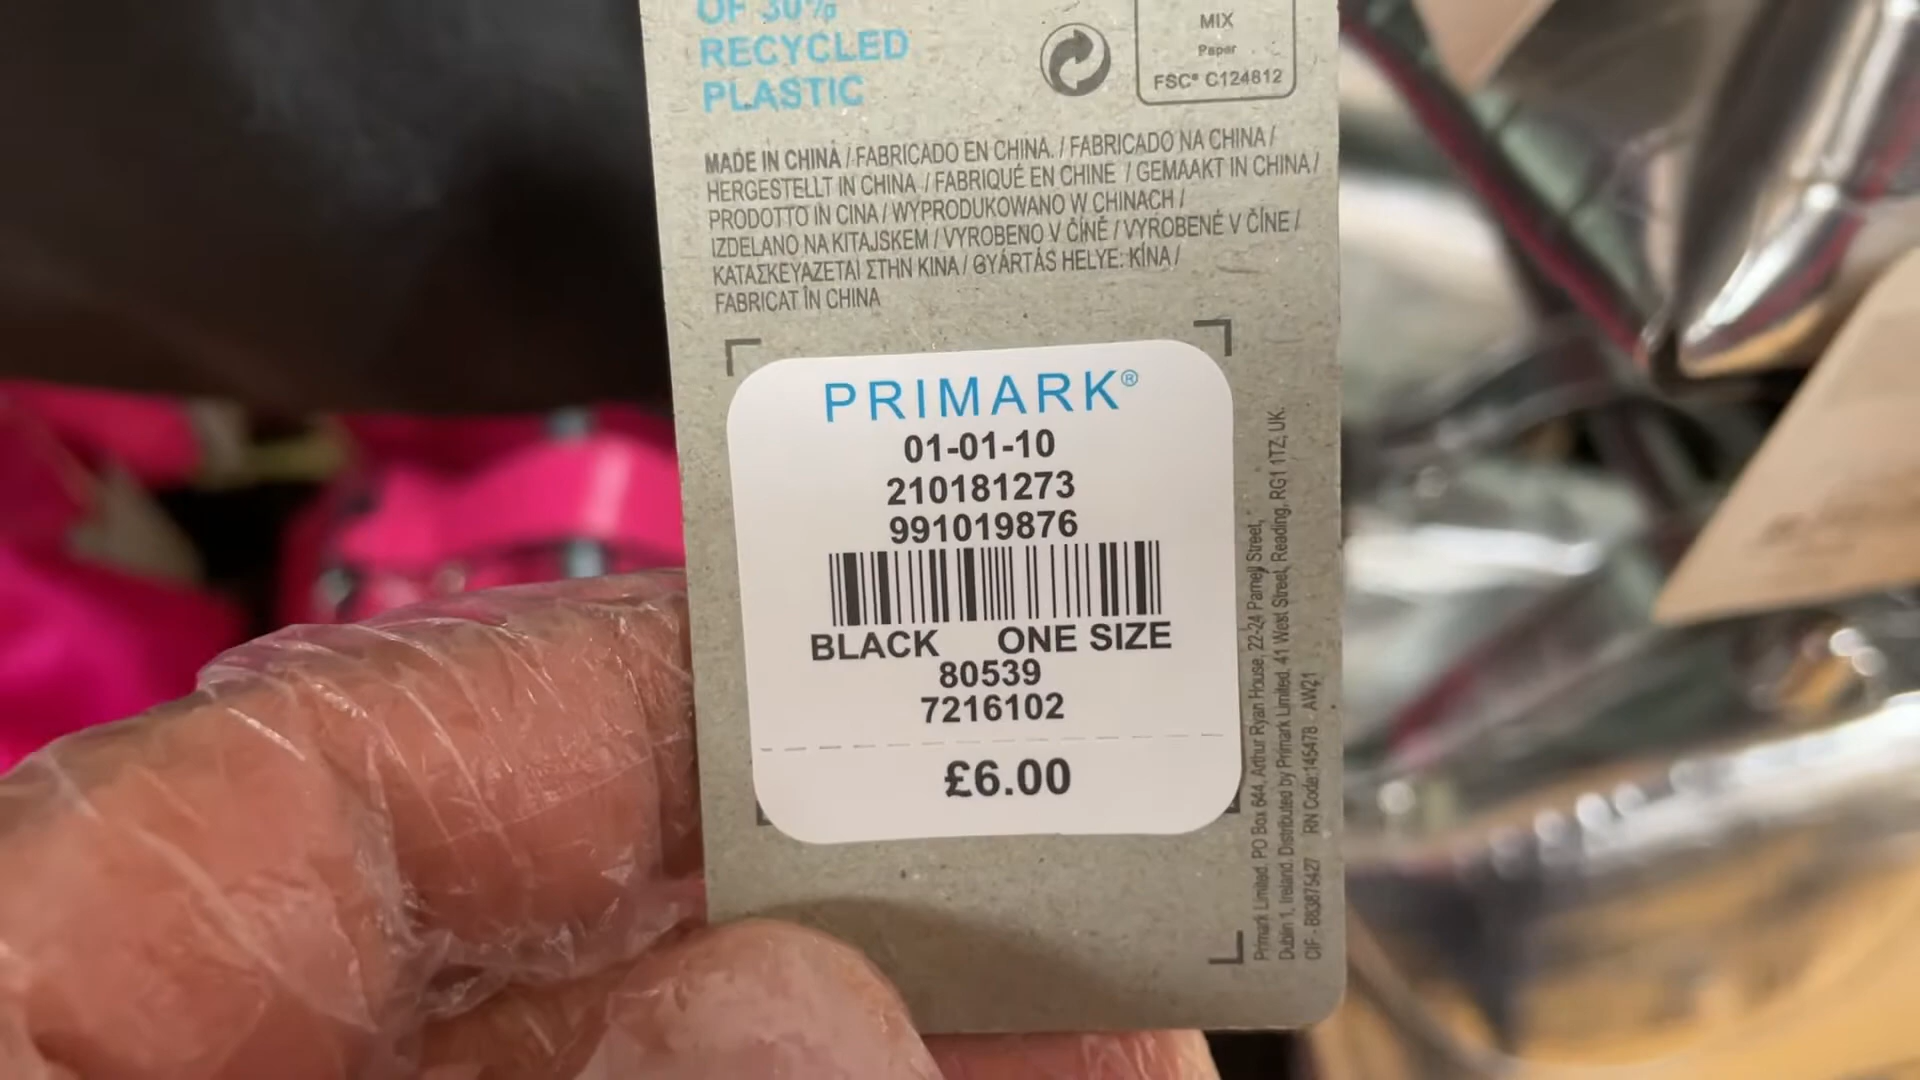 OF 30%
RECYCLED
PLASTIC
MIX
Paper
FSC® C124812
MADE IN CHINA / FABRICADO EN CHINA. / FABRICADO NA CHINA /
HERGESTELLT IN CHINA / FABRIQUÉ EN CHINE / GEMAAKT IN CHINA /
PRODOTTO IN CINA / WYPRODUKOWANO W CHINACH /
IZDELANO NA KITAJSKEM / VYROBENO V ČÍNĚ / VYROBENÉ V ČÍNE /
ΚΑΤΑΣΚΕΥΑΖΕΤΑΙ ΣΤΗΝ ΚΙΝΑ / GYÁRTÁS HELYE: KÍNA /
FABRICAT ÎN CHINA
PRIMARK®
01-01-10
210181273
991019876
BLACK ONE SIZE
80539
7216102
£6.00
Primark Limited. PO Box 644, Arthur Ryan House, 22-24 Parnell Street,
Dublin 1, Ireland. Distributed by Primark Limited. 41 West Street, Reading, RG1 1TZ, UK.
CIF - B83875427 RN Code:145478 - AW21